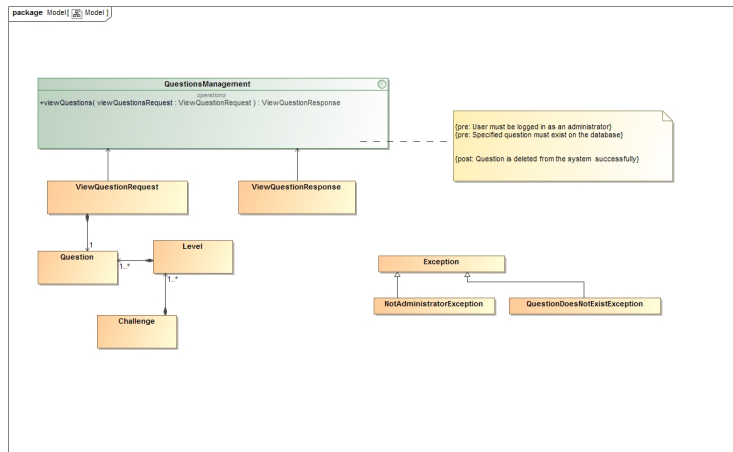 package Model[ Model ]
QuestionsManagement
operations
+viewQuestions( viewQuestionsRequest : ViewQuestionRequest ) : ViewQuestionResponse
{pre: User must be logged in as an administrator}
{pre: Specified question must exist on the database}
{post: Question is deleted from the system successfully}
ViewQuestionRequest
ViewQuestionResponse
1
Question
Level
1..*
1..*
Challenge
Exception
NotAdministratorException
QuestionDoesNotExistException